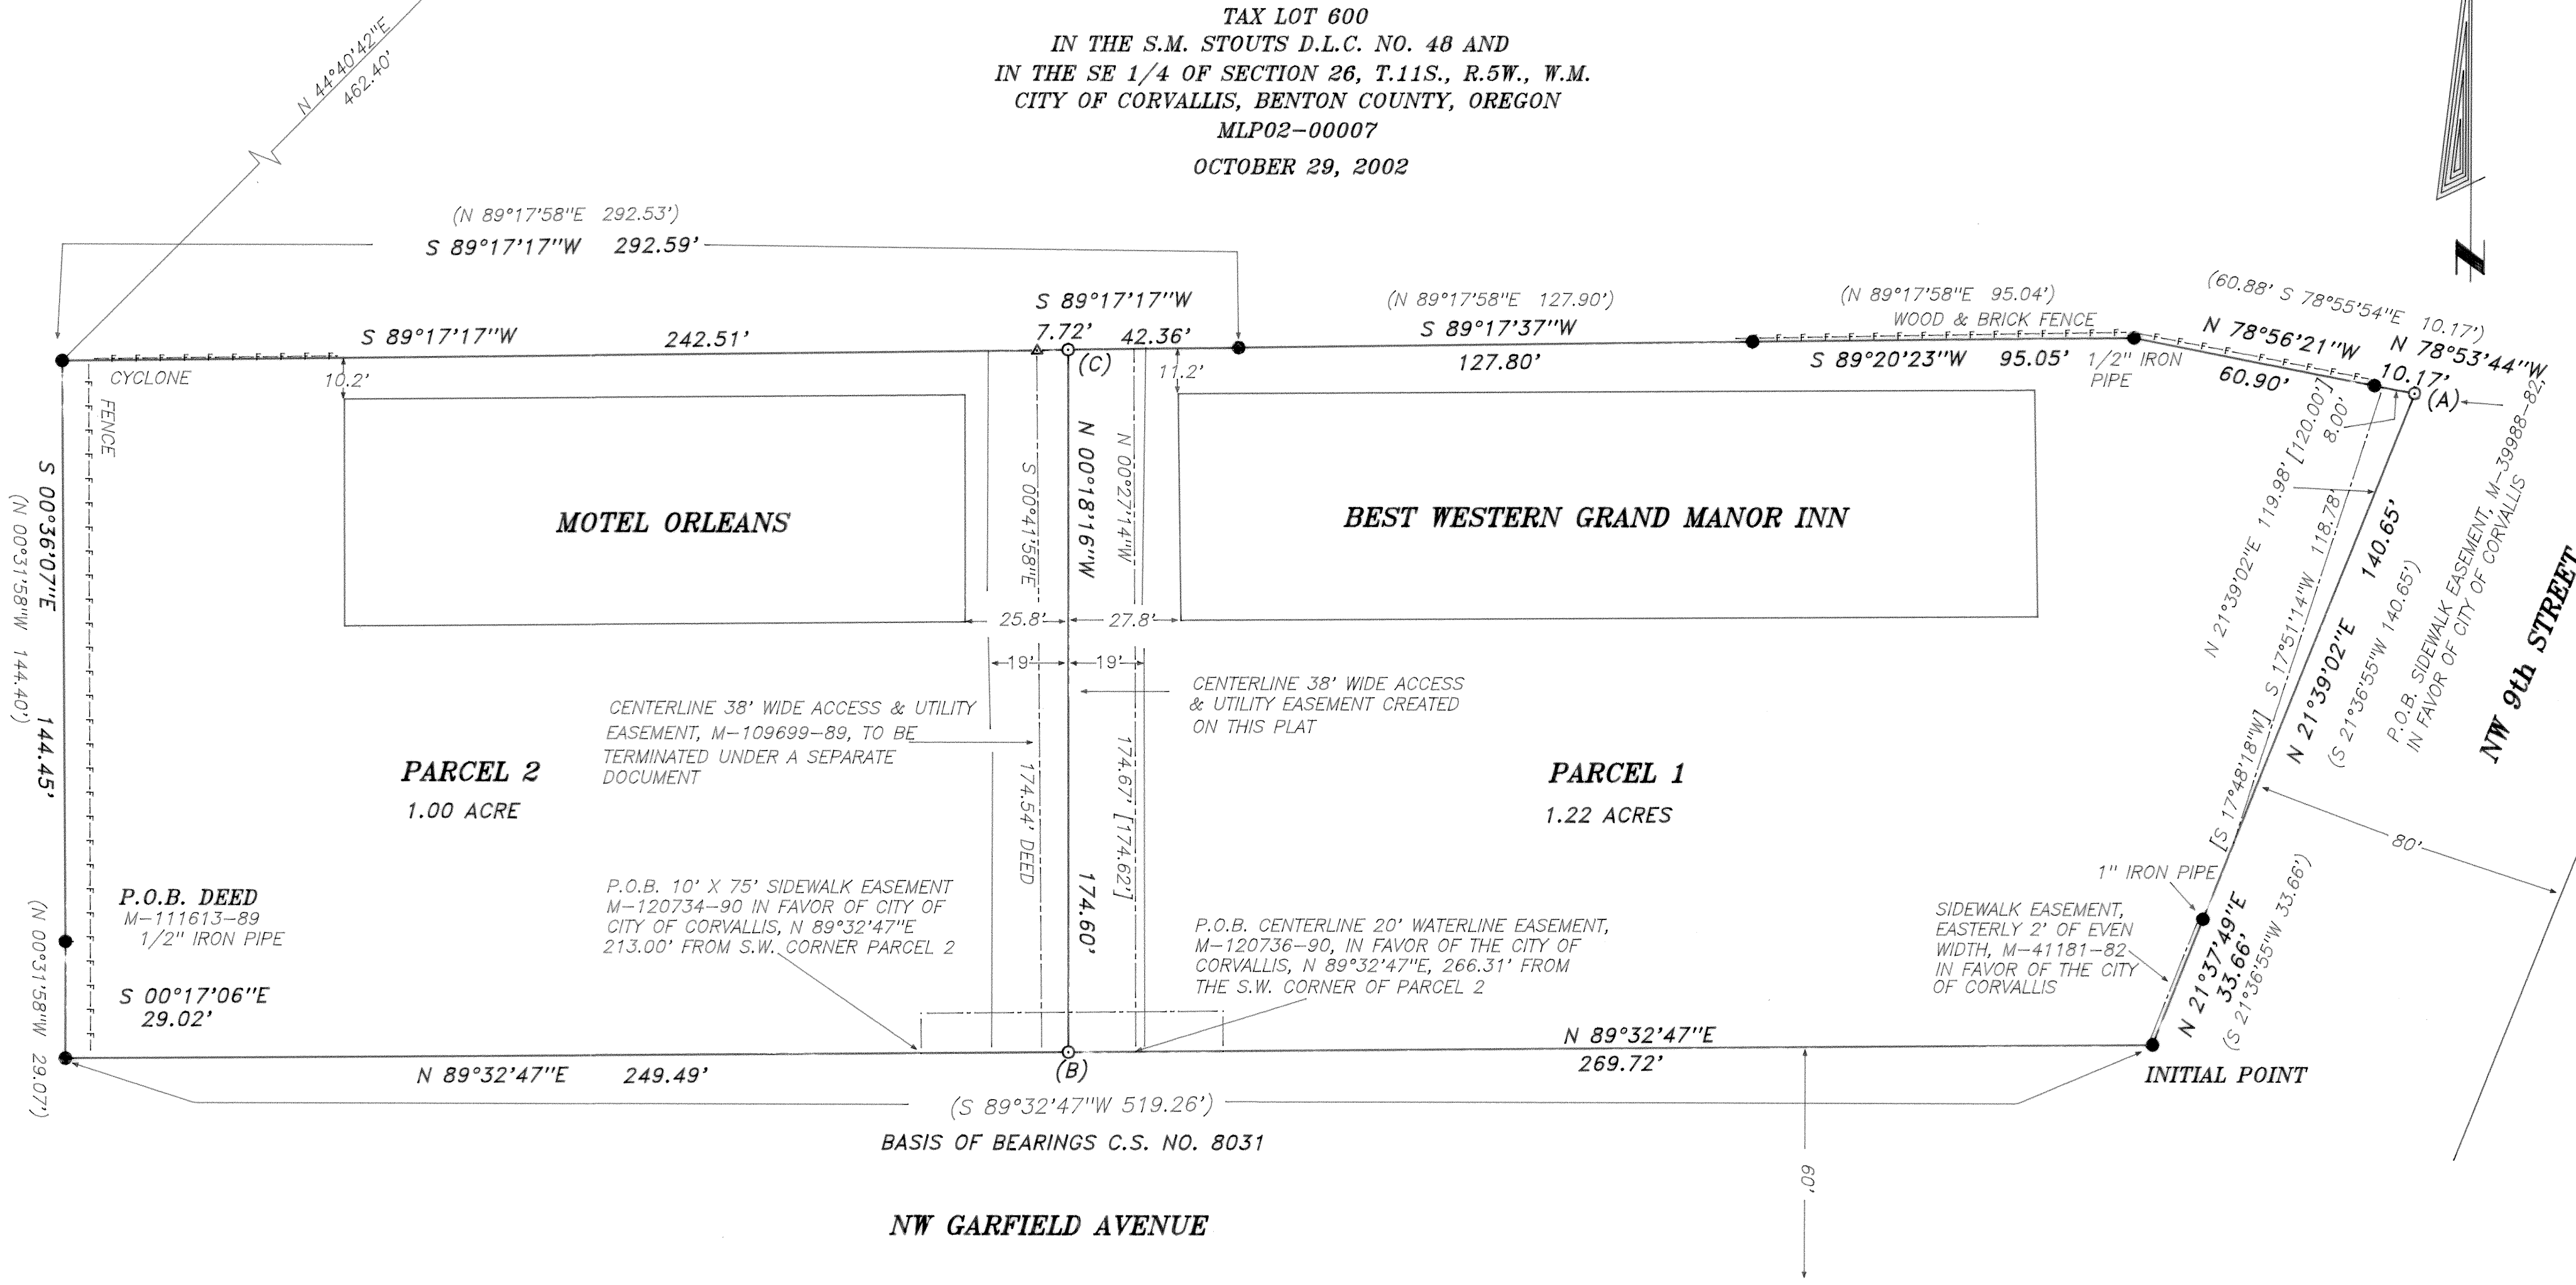 TAX LOT 600
IN THE S.M. STOUTS D.L.C. NO. 48 AND
IN THE SE 1/4 OF SECTION 26, T.11S., R.5W., W.M.
CITY OF CORVALLIS, BENTON COUNTY, OREGON
MLP02-00007
OCTOBER 29, 2002
N 44°40'42"E
462.40'
(N 89°17'58"E 292.53')
S 89°17'17"W 292.59'
S 89°17'17"W 242.51'
S 89°17'17"W
7.72' 42.36'
(C)
(N 89°17'58"E 127.90')
S 89°17'37"W
127.80'
(N 89°17'58"E 95.04')
WOOD & BRICK FENCE
S 89°20'23"W 95.05'
1/2" IRON
PIPE
(60.88' S 78°55'54"E 10.17')
N 78°56'21"W
60.90'
N 78°53'44"W
10.17'
(A)
N
CYCLONE
FENCE
10.2'
11.2'
8.00'
MOTEL ORLEANS
BEST WESTERN GRAND MANOR INN
S 00°36'07"E 144.45'
(N 00°31'58"W 144.40')
S 00°41'58"E
174.54' DEED
N 00°18'16"W
174.60'
N 00°27'14"W
174.67' [174.62']
25.8' 27.8'
19' 19'
CENTERLINE 38' WIDE ACCESS & UTILITY
EASEMENT, M-109699-89, TO BE
TERMINATED UNDER A SEPARATE
DOCUMENT
CENTERLINE 38' WIDE ACCESS
& UTILITY EASEMENT CREATED
ON THIS PLAT
PARCEL 2
1.00 ACRE
PARCEL 1
1.22 ACRES
N 21°39'02"E 119.98' [120.00']
[S 17°48'18"W] S 17°51'14"W 118.78'
N 21°39'02"E 140.65'
(S 21°36'55"W 140.65')
P.O.B. SIDEWALK EASEMENT, M-39988-82,
IN FAVOR OF CITY OF CORVALLIS
NW 9th STREET
80'
P.O.B. DEED
M-111613-89
1/2" IRON PIPE
S 00°17'06"E
29.02'
(N 00°31'58"W 29.07')
P.O.B. 10' X 75' SIDEWALK EASEMENT
M-120734-90 IN FAVOR OF CITY OF
CITY OF CORVALLIS, N 89°32'47"E
213.00' FROM S.W. CORNER PARCEL 2
P.O.B. CENTERLINE 20' WATERLINE EASEMENT,
M-120736-90, IN FAVOR OF THE CITY OF
CORVALLIS, N 89°32'47"E, 266.31' FROM
THE S.W. CORNER OF PARCEL 2
1" IRON PIPE
SIDEWALK EASEMENT,
EASTERLY 2' OF EVEN
WIDTH, M-41181-82
IN FAVOR OF THE CITY
OF CORVALLIS
N 21°37'49"E
33.66'
(S 21°36'55"W 33.66')
N 89°32'47"E 249.49'
(B)
N 89°32'47"E
269.72'
INITIAL POINT
(S 89°32'47"W 519.26')
BASIS OF BEARINGS C.S. NO. 8031
60'
NW GARFIELD AVENUE